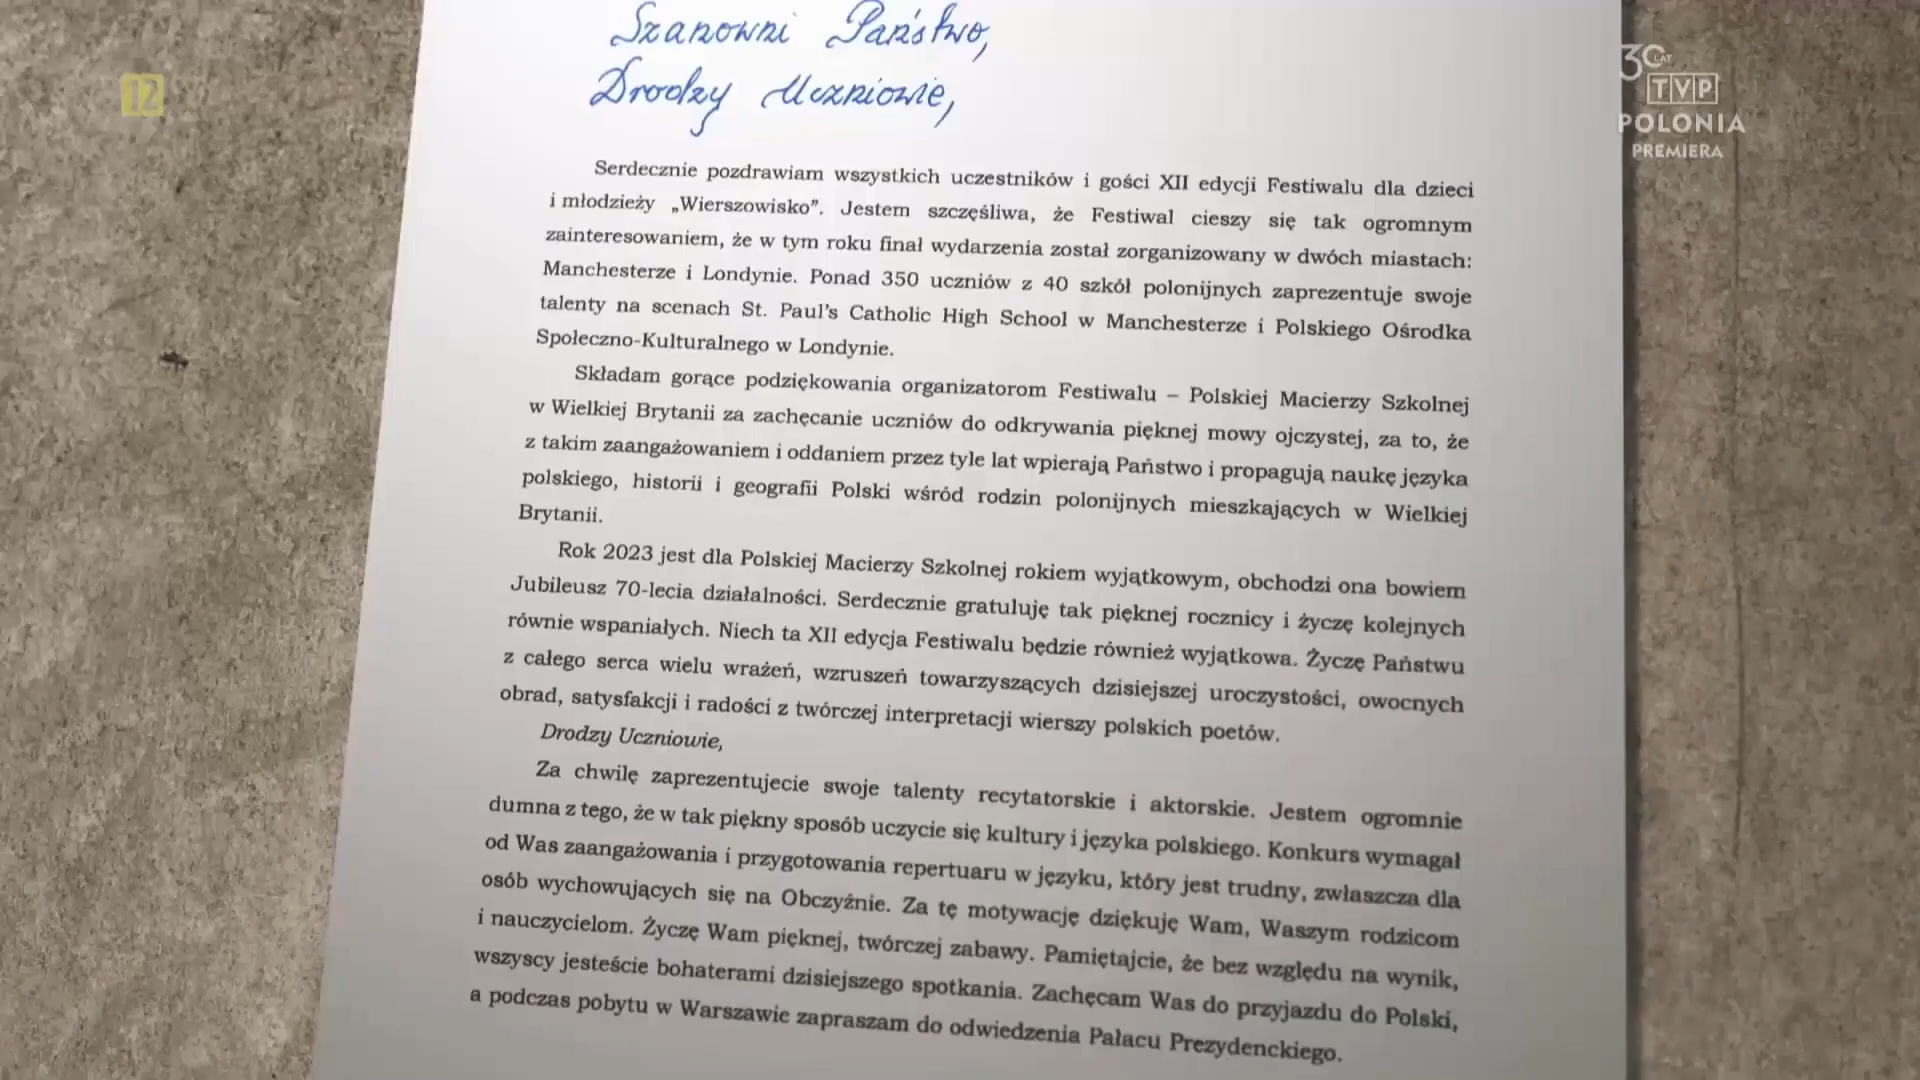 12
30 LAT
TVP
POLONIA
PREMIERA
Szanowni Państwo,
Drodzy Uczniowie,
Serdecznie pozdrawiam wszystkich uczestników i gości XII edycji Festiwalu dla dzieci
i młodzieży „Wierszowisko”. Jestem szczęśliwa, że Festiwal cieszy się tak ogromnym
zainteresowaniem, że w tym roku finał wydarzenia został zorganizowany w dwóch miastach:
Manchesterze i Londynie. Ponad 350 uczniów z 40 szkół polonijnych zaprezentuje swoje
talenty na scenach St. Paul’s Catholic High School w Manchesterze i Polskiego Ośrodka
Społeczno-Kulturalnego w Londynie.
Składam gorące podziękowania organizatorom Festiwalu – Polskiej Macierzy Szkolnej
w Wielkiej Brytanii za zachęcanie uczniów do odkrywania pięknej mowy ojczystej, za to, że
z takim zaangażowaniem i oddaniem przez tyle lat wpierają Państwo i propagują naukę języka
polskiego, historii i geografii Polski wśród rodzin polonijnych mieszkających w Wielkiej
Brytanii.
Rok 2023 jest dla Polskiej Macierzy Szkolnej rokiem wyjątkowym, obchodzi ona bowiem
Jubileusz 70-lecia działalności. Serdecznie gratuluję tak pięknej rocznicy i życzę kolejnych
równie wspaniałych. Niech ta XII edycja Festiwalu będzie również wyjątkowa. Życzę Państwu
z całego serca wielu wrażeń, wzruszeń towarzyszących dzisiejszej uroczystości, owocnych
obrad, satysfakcji i radości z twórczej interpretacji wierszy polskich poetów.
Drodzy Uczniowie,
Za chwilę zaprezentujecie swoje talenty recytatorskie i aktorskie. Jestem ogromnie
dumna z tego, że w tak piękny sposób uczycie się kultury i języka polskiego. Konkurs wymagał
od Was zaangażowania i przygotowania repertuaru w języku, który jest trudny, zwłaszcza dla
osób wychowujących się na Obczyźnie. Za tę motywację dziękuję Wam, Waszym rodzicom
i nauczycielom. Życzę Wam pięknej, twórczej zabawy. Pamiętajcie, że bez względu na wynik,
wszyscy jesteście bohaterami dzisiejszego spotkania. Zachęcam Was do przyjazdu do Polski,
a podczas pobytu w Warszawie zapraszam do odwiedzenia Pałacu Prezydenckiego.